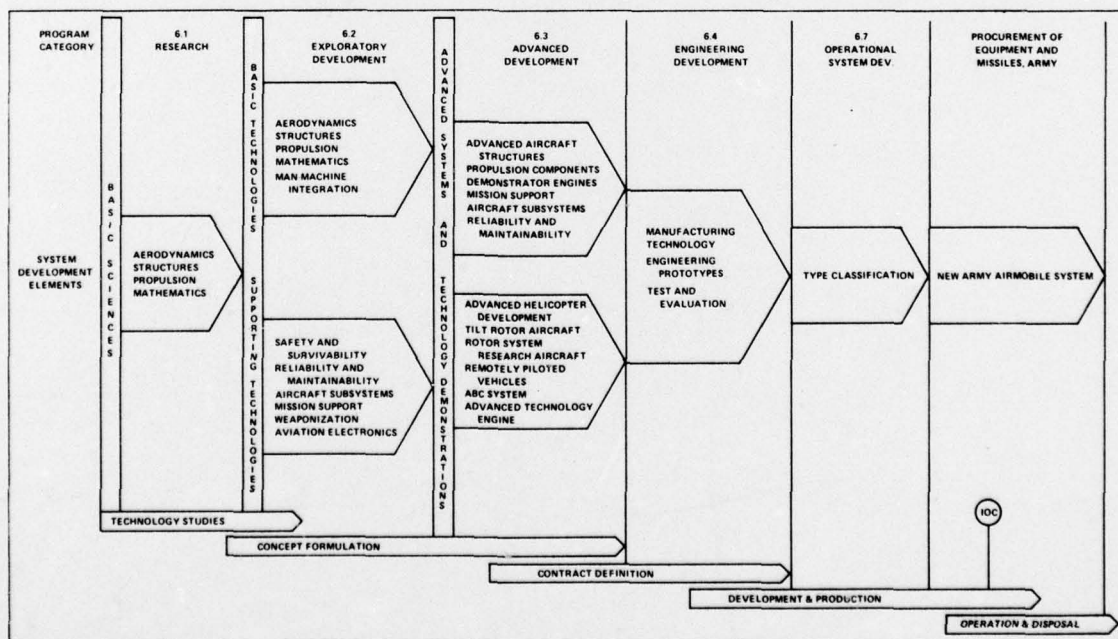 PROGRAM
CATEGORY
6.1
RESEARCH
6.2
EXPLORATORY
DEVELOPMENT
6.3
ADVANCED
DEVELOPMENT
6.4
ENGINEERING
DEVELOPMENT
6.7
OPERATIONAL
SYSTEM DEV.
PROCUREMENT OF
EQUIPMENT AND
MISSILES, ARMY
SYSTEM
DEVELOPMENT
ELEMENTS
BASIC SCIENCES
AERODYNAMICS
STRUCTURES
PROPULSION
MATHEMATICS
BASIC TECHNOLOGIES
SUPPORTING TECHNOLOGIES
AERODYNAMICS
STRUCTURES
PROPULSION
MATHEMATICS
MAN MACHINE
INTEGRATION
SAFETY AND
SURVIVABILITY
RELIABILITY AND
MAINTAINABILITY
AIRCRAFT SUBSYSTEMS
MISSION SUPPORT
WEAPONIZATION
AVIATION ELECTRONICS
ADVANCED SYSTEMS AND TECHNOLOGY DEMONSTRATIONS
ADVANCED AIRCRAFT
STRUCTURES
PROPULSION COMPONENTS
DEMONSTRATOR ENGINES
MISSION SUPPORT
AIRCRAFT SUBSYSTEMS
RELIABILITY AND
MAINTAINABILITY
ADVANCED HELICOPTER
DEVELOPMENT
TILT ROTOR AIRCRAFT
ROTOR SYSTEM
RESEARCH AIRCRAFT
REMOTELY PILOTED
VEHICLES
ABC SYSTEM
ADVANCED TECHNOLOGY
ENGINE
MANUFACTURING
TECHNOLOGY
ENGINEERING
PROTOTYPES
TEST AND
EVALUATION
TYPE CLASSIFICATION
NEW ARMY AIRMOBILE SYSTEM
IOC
TECHNOLOGY STUDIES
CONCEPT FORMULATION
CONTRACT DEFINITION
DEVELOPMENT & PRODUCTION
OPERATION & DISPOSAL